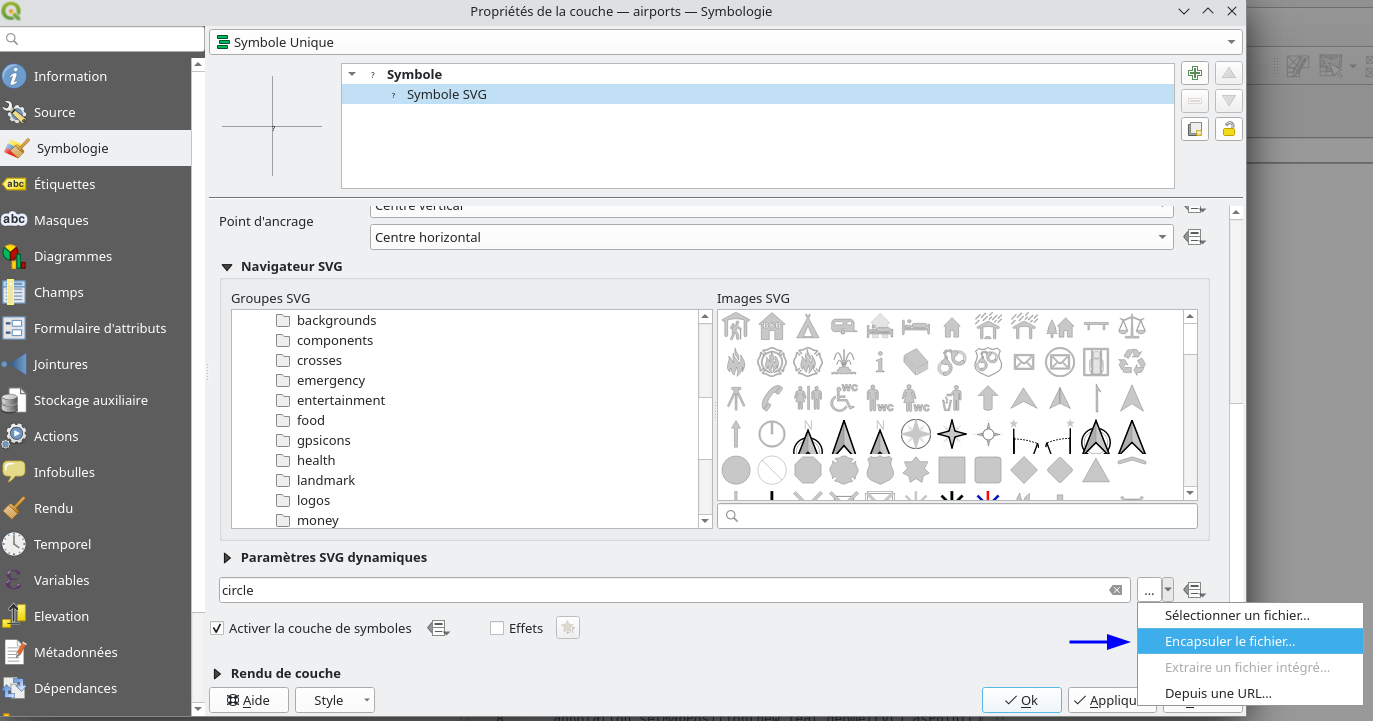 Propriétés de la couche — airports — Symbologie
Symbole Unique
Information
Source
Symbologie
Étiquettes
Masques
Diagrammes
Champs
Formulaire d'attributs
Jointures
Stockage auxiliaire
Actions
Infobulles
Rendu
Temporel
Variables
Elevation
Métadonnées
Dépendances
? Symbole
? Symbole SVG
?
Centre vertical
Point d'ancrage
Centre horizontal
Navigateur SVG
Groupes SVG
Images SVG
backgrounds
components
crosses
emergency
entertainment
food
gpsicons
health
landmark
logos
money
Paramètres SVG dynamiques
circle
...
Activer la couche de symboles
Effets
Rendu de couche
Aide
Style
Ok
Appliqu
Sélectionner un fichier...
Encapsuler le fichier...
Extraire un fichier intégré...
Depuis une URL...